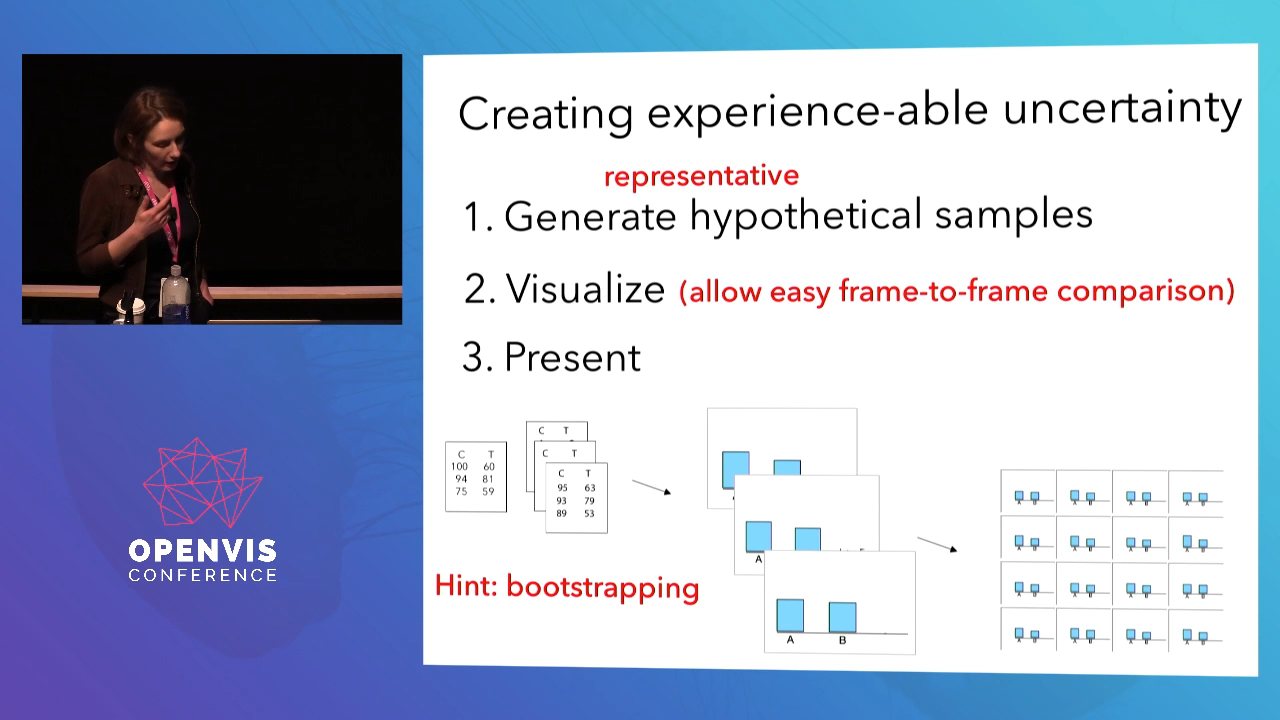 Creating experience-able uncertainty
representative
1. Generate hypothetical samples
2. Visualize (allow easy frame-to-frame comparison)
3. Present
C T
100 60
94 81
75 59
C T
C T
C T
95 63
93 79
89 53
A
A B
Hint: bootstrapping
OPENVIS
CONFERENCE